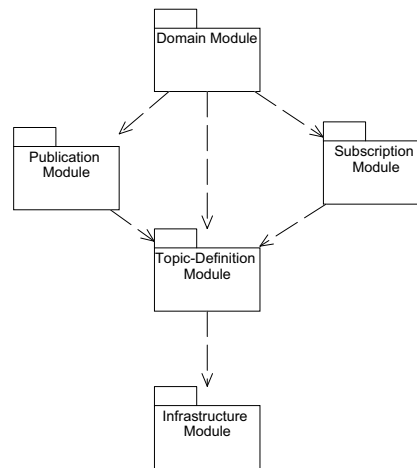 Domain Module
Publication
Module
Subscription
Module
Topic-Definition
Module
Infrastructure
Module